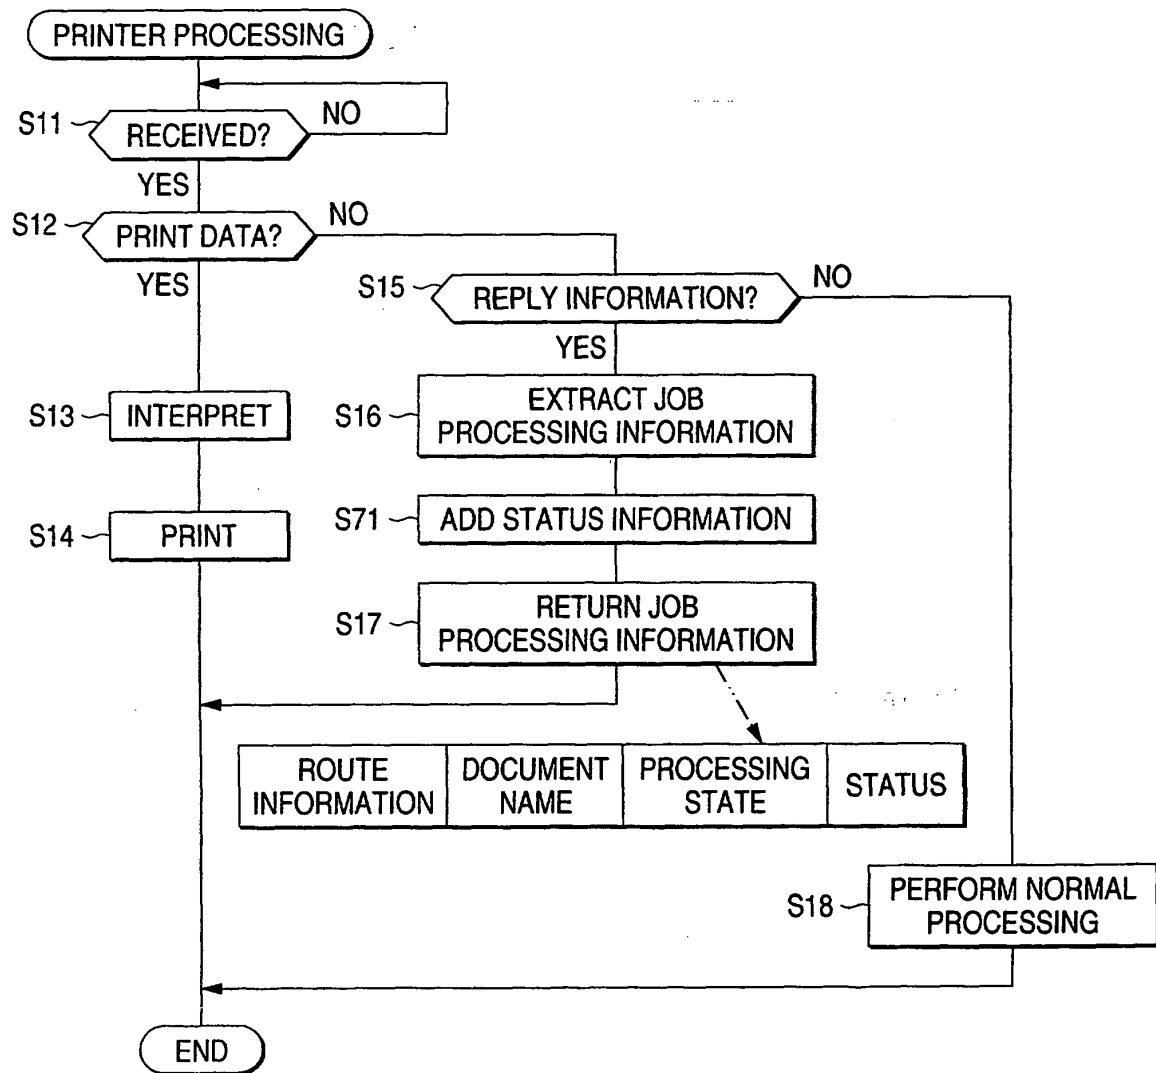 PRINTER PROCESSING
S11
RECEIVED?
NO
YES
S12
PRINT DATA?
NO
YES
S15
REPLY INFORMATION?
NO
YES
S13
INTERPRET
S16
EXTRACT JOB
PROCESSING INFORMATION
S14
PRINT
S71
ADD STATUS INFORMATION
S17
RETURN JOB
PROCESSING INFORMATION
ROUTE
INFORMATION
DOCUMENT
NAME
PROCESSING
STATE
STATUS
S18
PERFORM NORMAL
PROCESSING
END